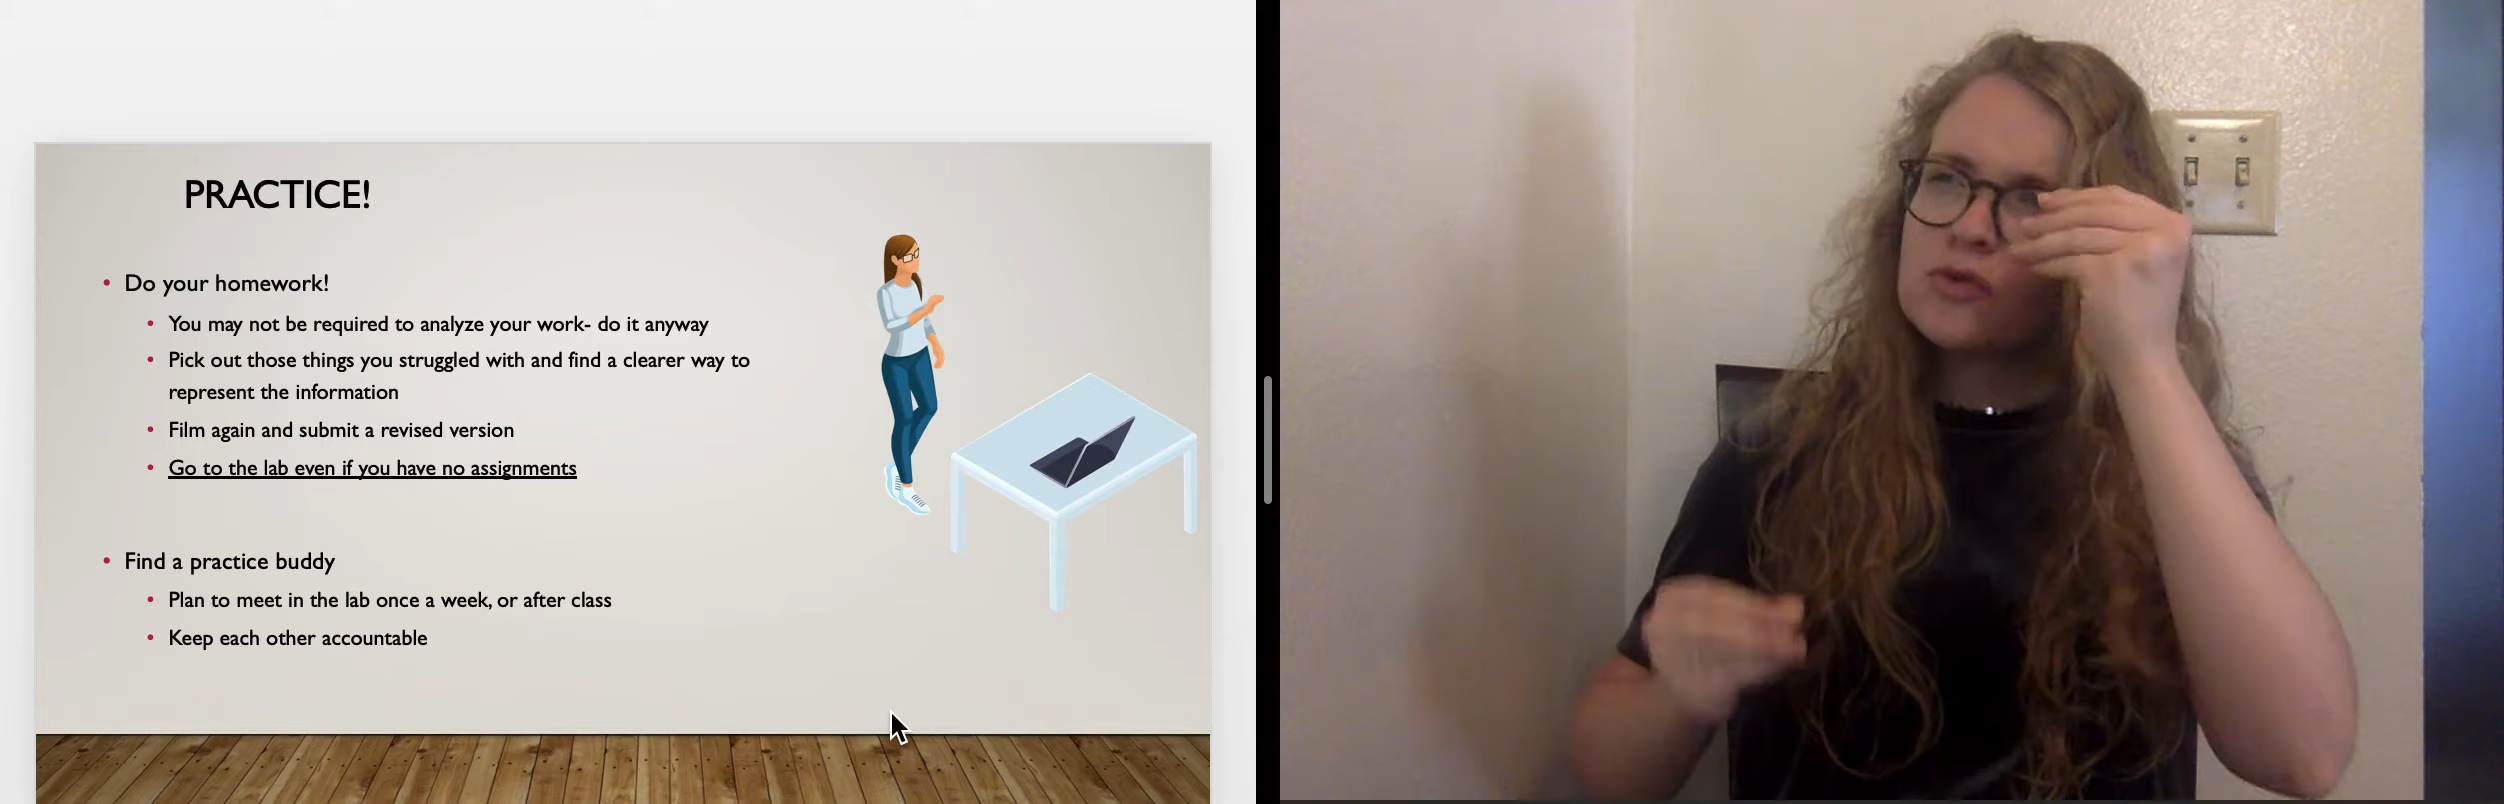 PRACTICE!
Do your homework!
You may not be required to analyze your work- do it anyway
Pick out those things you struggled with and find a clearer way to
represent the information
Film again and submit a revised version
Go to the lab even if you have no assignments
Find a practice buddy
Plan to meet in the lab once a week, or after class
Keep each other accountable